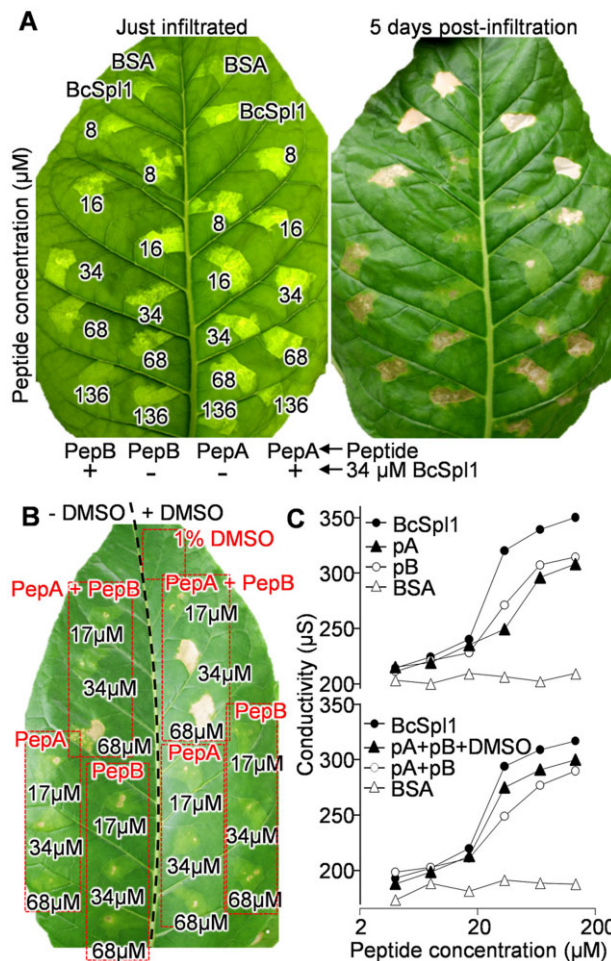 A
Just infiltrated
5 days post-infiltration
BSA
BSA
BcSpl1
BcSpl1
8
8
8
8
16
16
16
16
34
34
34
34
68
68
68
68
136
136
136
136
Peptide concentration (µM)
PepB PepB PepA PepA ← Peptide
+ - - + ← 34 µM BcSpl1
B
- DMSO + DMSO
1% DMSO
PepA + PepB
PepA + PepB
17µM
17µM
34µM
34µM
68µM
68µM
PepA
PepB
PepA
PepB
17µM
17µM
17µM
17µM
34µM
34µM
34µM
34µM
68µM
68µM
68µM
68µM
C
BcSpl1
pA
pB
BSA
350
300
250
200
Conductivity (µS)
BcSpl1
pA+pB+DMSO
pA+pB
BSA
350
300
250
200
2 20 200
Peptide concentration (µM)